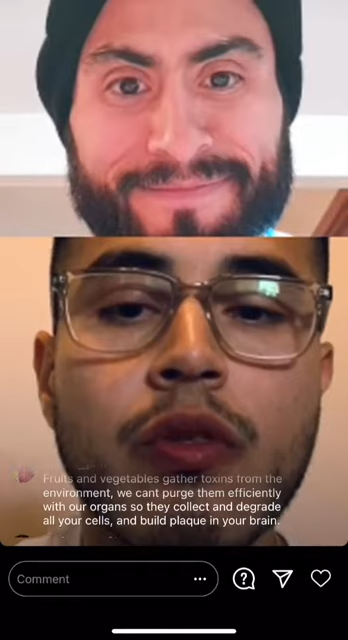 Fruits and vegetables gather toxins from the
environment, we cant purge them efficiently
with our organs so they collect and degrade
all your cells, and build plaque in your brain.
Comment